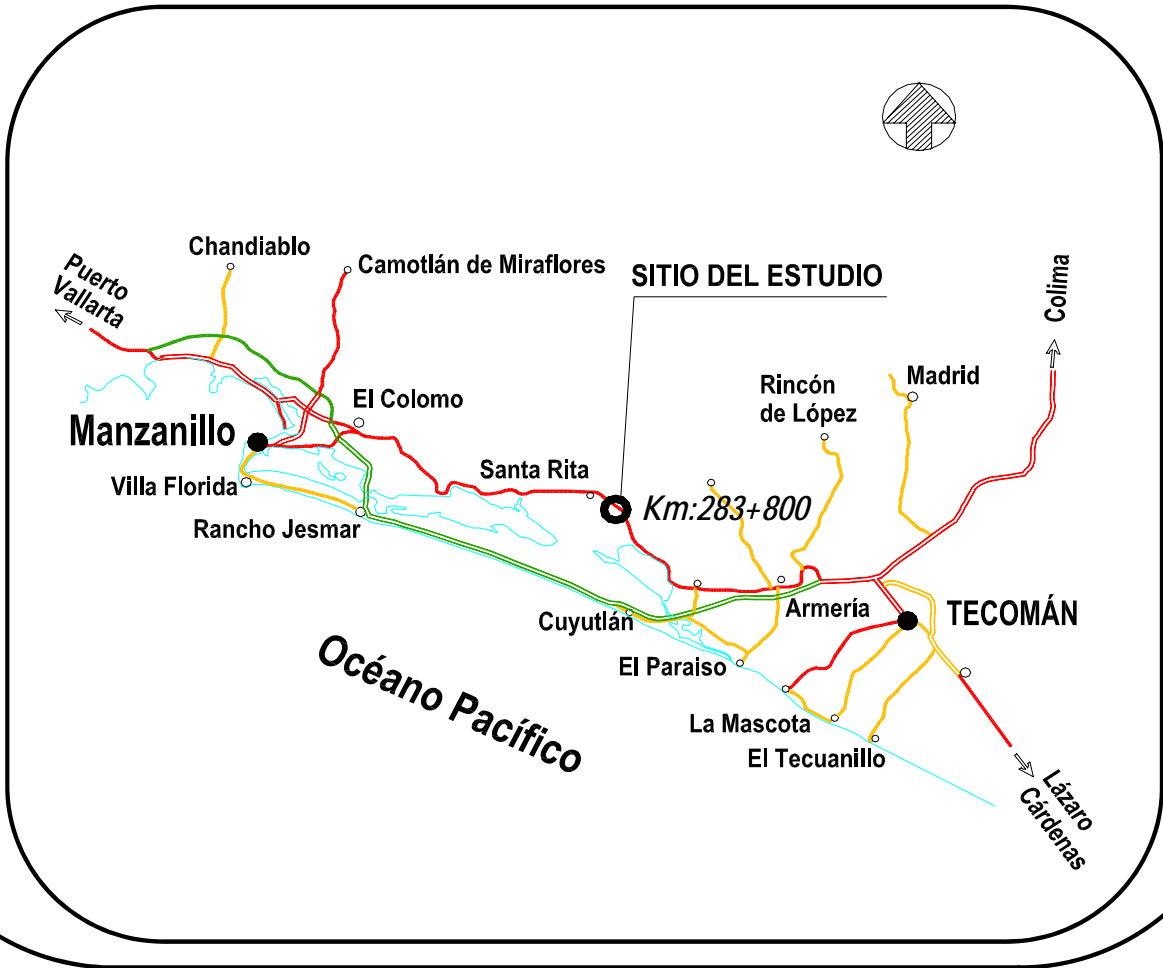 Chandiablo
Camotlán de Miraflores
Puerto
Vallarta
SITIO DEL ESTUDIO
Colima
El Colomo
Rincón
de López
Madrid
Manzanillo
Santa Rita
Villa Florida
Km:283+800
Rancho Jesmar
Cuyutlán
Armería
TECOMÁN
El Paraiso
Océano Pacífico
La Mascota
El Tecuanillo
Lázaro
Cárdenas